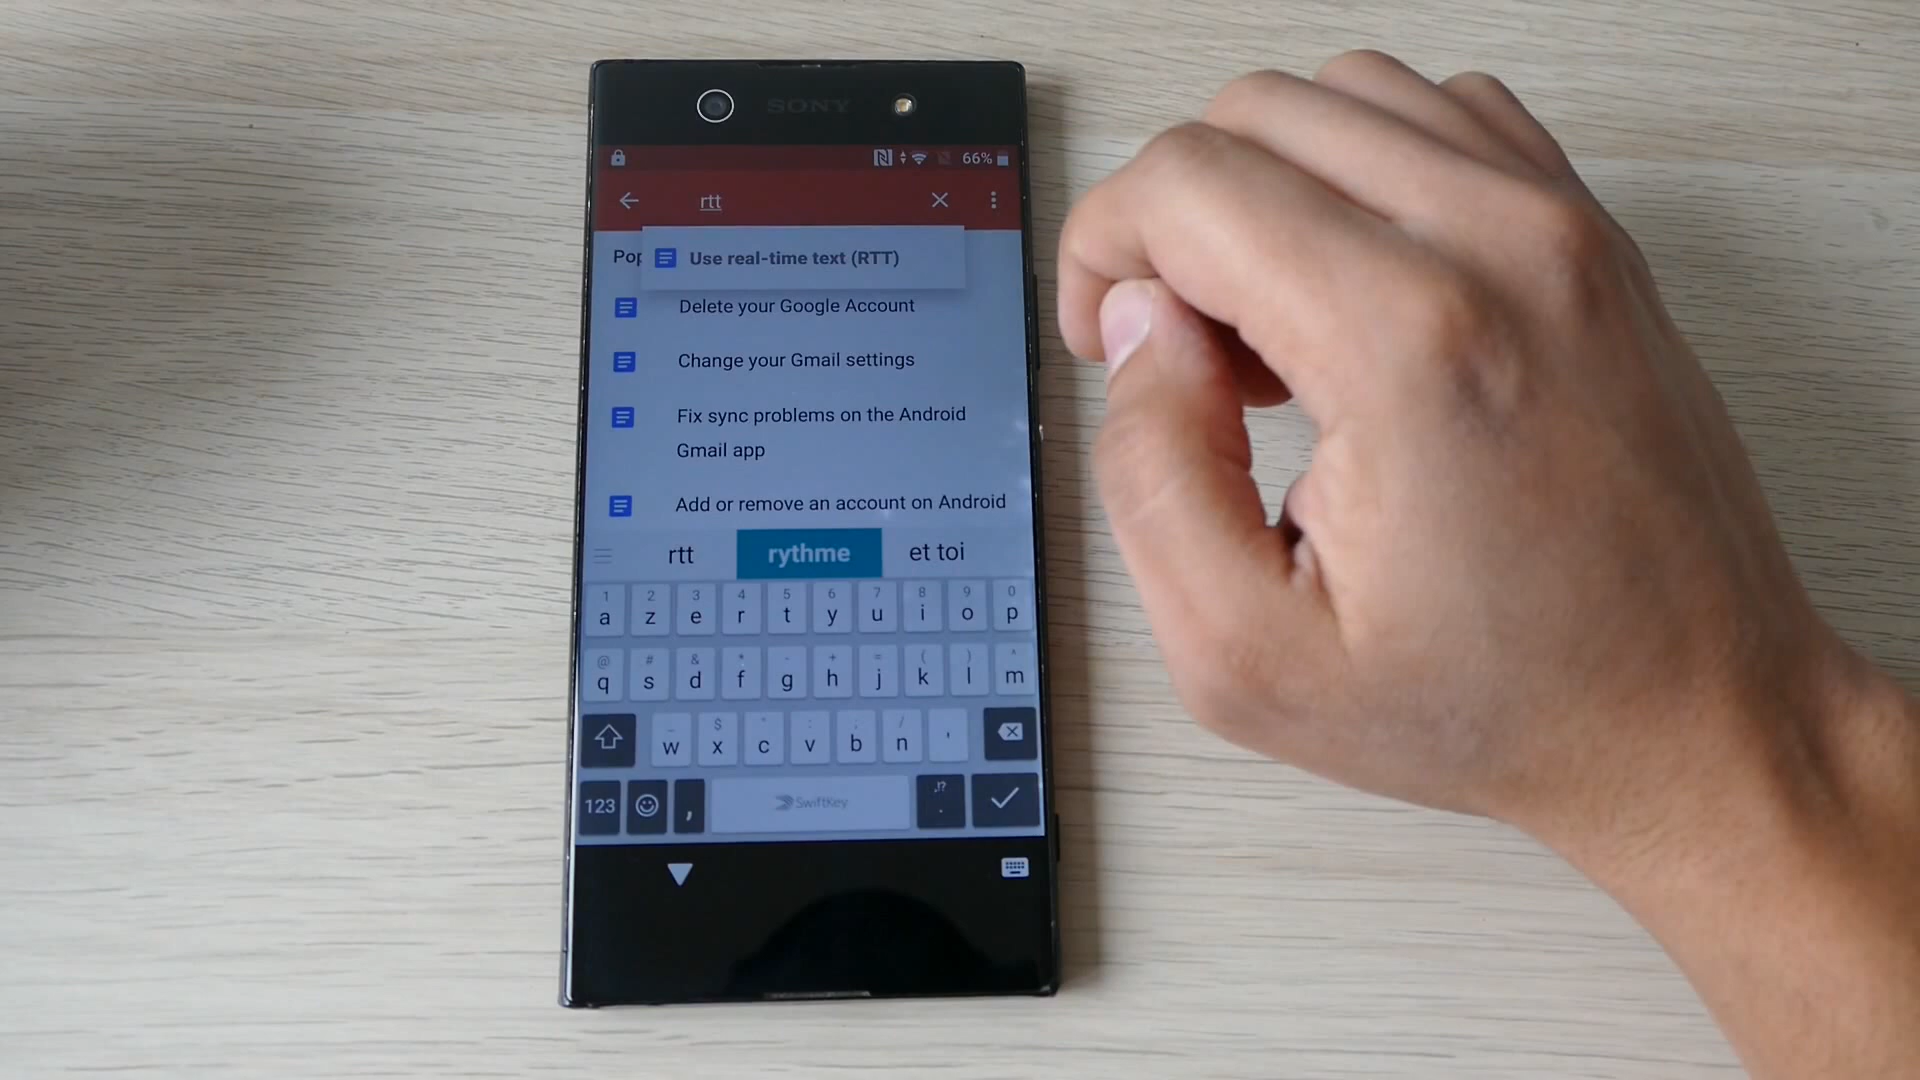 SONY
66%
rtt
Pop
Use real-time text (RTT)
Delete your Google Account
Change your Gmail settings
Fix sync problems on the Android
Gmail app
Add or remove an account on Android
rtt rythme et toi
1 2 3 4 5 6 7 8 9 0
a z e r t y u i o p
@ # & * - + = ( ) ^
q s d f g h j k l m
_ $ " : ; /
w x c v b n '
123 , SwiftKey ,!? .